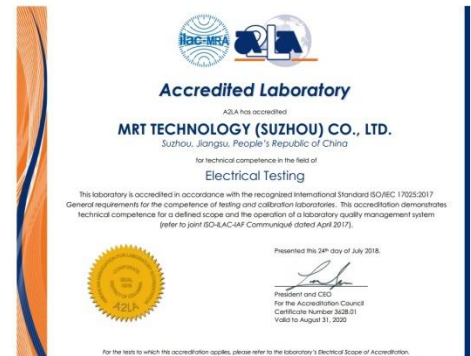 ilac-MRA
A2LA
Accredited Laboratory
A2LA has accredited
MRT TECHNOLOGY (SUZHOU) CO., LTD.
Suzhou, Jiangsu, People's Republic of China
for technical competence in the field of
Electrical Testing
This laboratory is accredited in accordance with the recognized International Standard ISO/IEC 17025:2017
General requirements for the competence of testing and calibration laboratories. This accreditation demonstrates
technical competence for a defined scope and the operation of a laboratory quality management system
(refer to joint ISO-ILAC-IAF Communiqué dated April 2017).
Presented this 24th day of July 2018.
President and CEO
For the Accreditation Council
Certificate Number 3628.01
Valid to August 31, 2020
CORPORATE
SEAL
1978
A2LA
For the tests to which this accreditation applies, please refer to the laboratory's Electrical Scope of Accreditation.